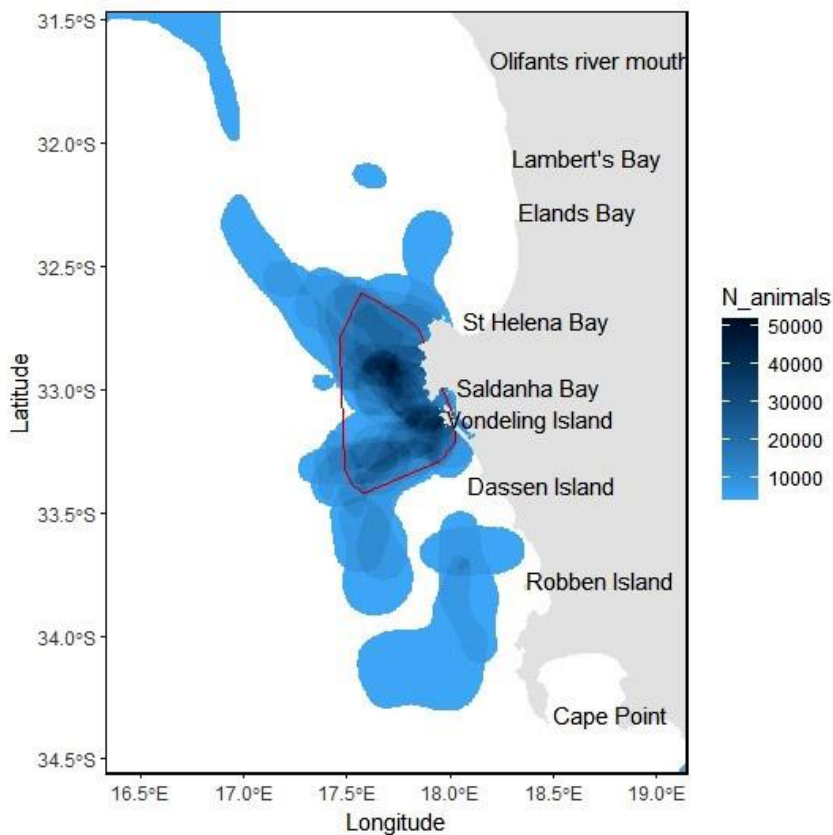 31.5°S
Olifants river mouth
32.0°S
Lambert's Bay
Elands Bay
32.5°S
N_animals
St Helena Bay
50000
40000
33.0°S
Saldanha Bay
Vondeling Island
30000
20000
10000
Dassen Island
33.5°S
Robben Island
34.0°S
Cape Point
34.5°S
16.5°E 17.0°E 17.5°E 18.0°E 18.5°E 19.0°E
Longitude
Latitude